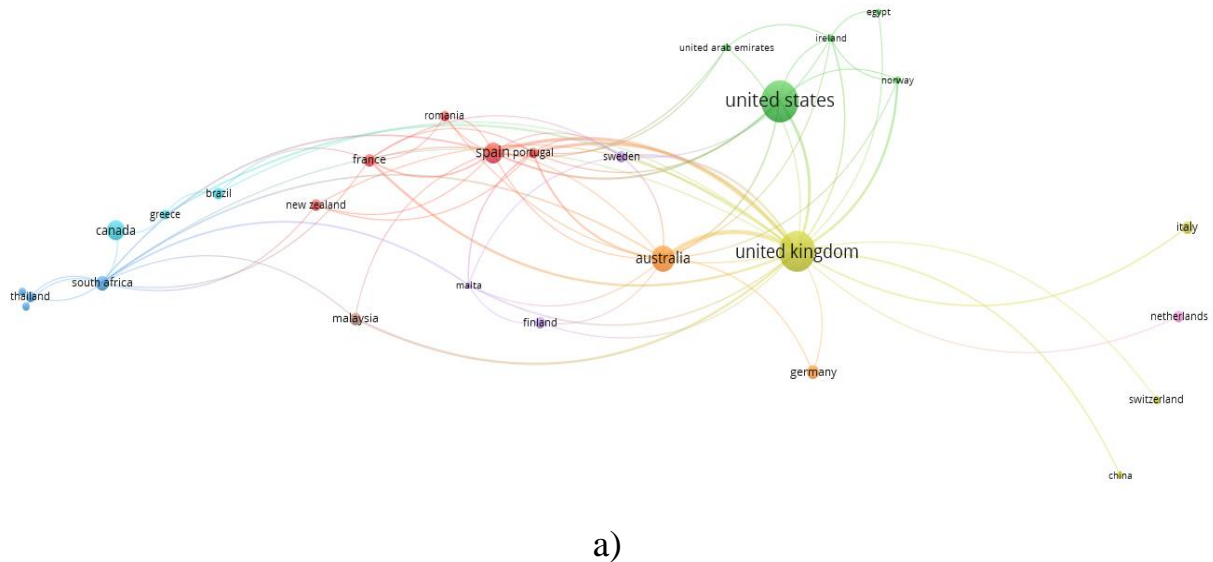 egypt
ireland
united arab emirates
norway
united states
romania
spain
portugal
sweden
france
brazil
new zealand
greece
canada
italy
united kingdom
australia
south africa
malta
thailand
malaysia
finland
netherlands
germany
switzerland
china
a)